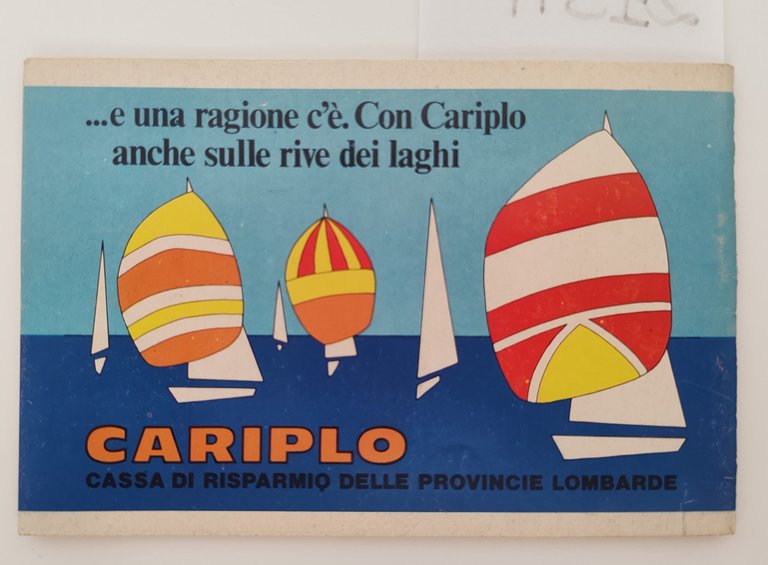 ...e una ragione c'è. Con Cariplo
anche sulle rive dei laghi
CARIPLO
CASSA DI RISPARMIO DELLE PROVINCIE LOMBARDE